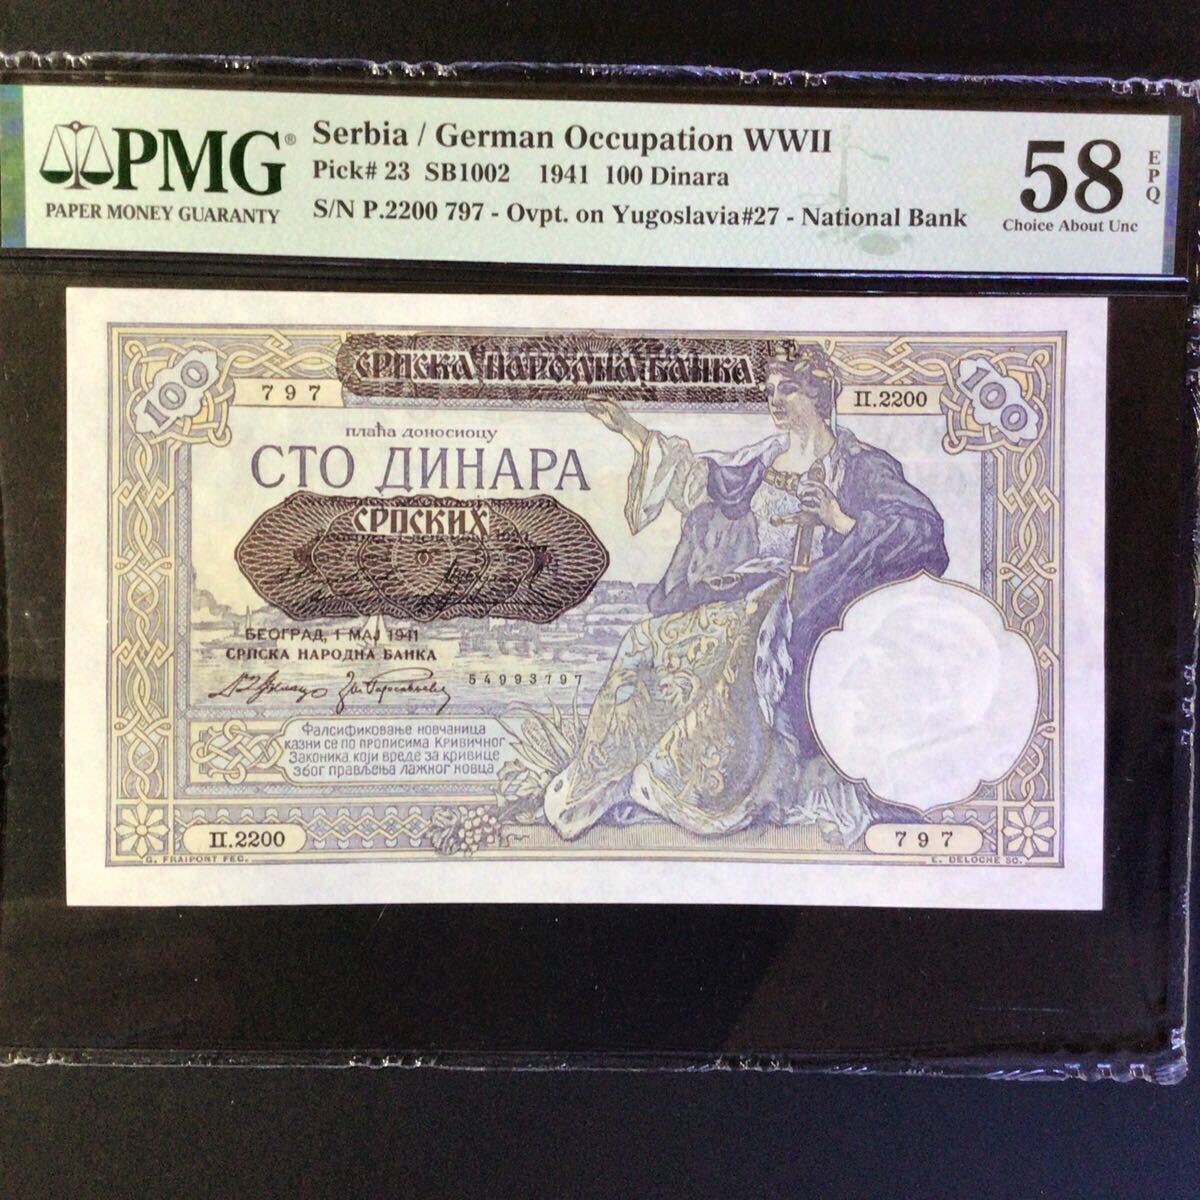 PMG®
PAPER MONEY GUARANTY
Serbia / German Occupation WWII
Pick# 23 SB1002 1941 100 Dinara
S/N P.2200 797 - Ovpt. on Yugoslavia#27 - National Bank
58
EPQ
Choice About Unc
СРПСКА НАРОДНА БАНКА
100
797
П.2200
100
плаћа доносиоцу
СТО ДИНАРА
СРПСКИХ
БЕОГРАД, 1 МАЈ 1941
СРПСКА НАРОДНА БАНКА
54993797
Фалсификовање новчаница
казни се по прописима Кривичног
Законика који вреде за кривице
због прављења лажног новца
П.2200
797
G. FRAIPONT FEC.
E. DELOCHE SC.